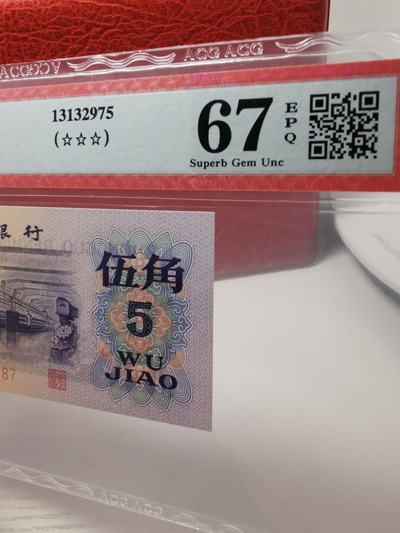 ACG ACG
13132975
(☆☆☆)
67
EPQ
Superb Gem Unc
银行
伍角
5
WU
JIAO
87
ACG ACG